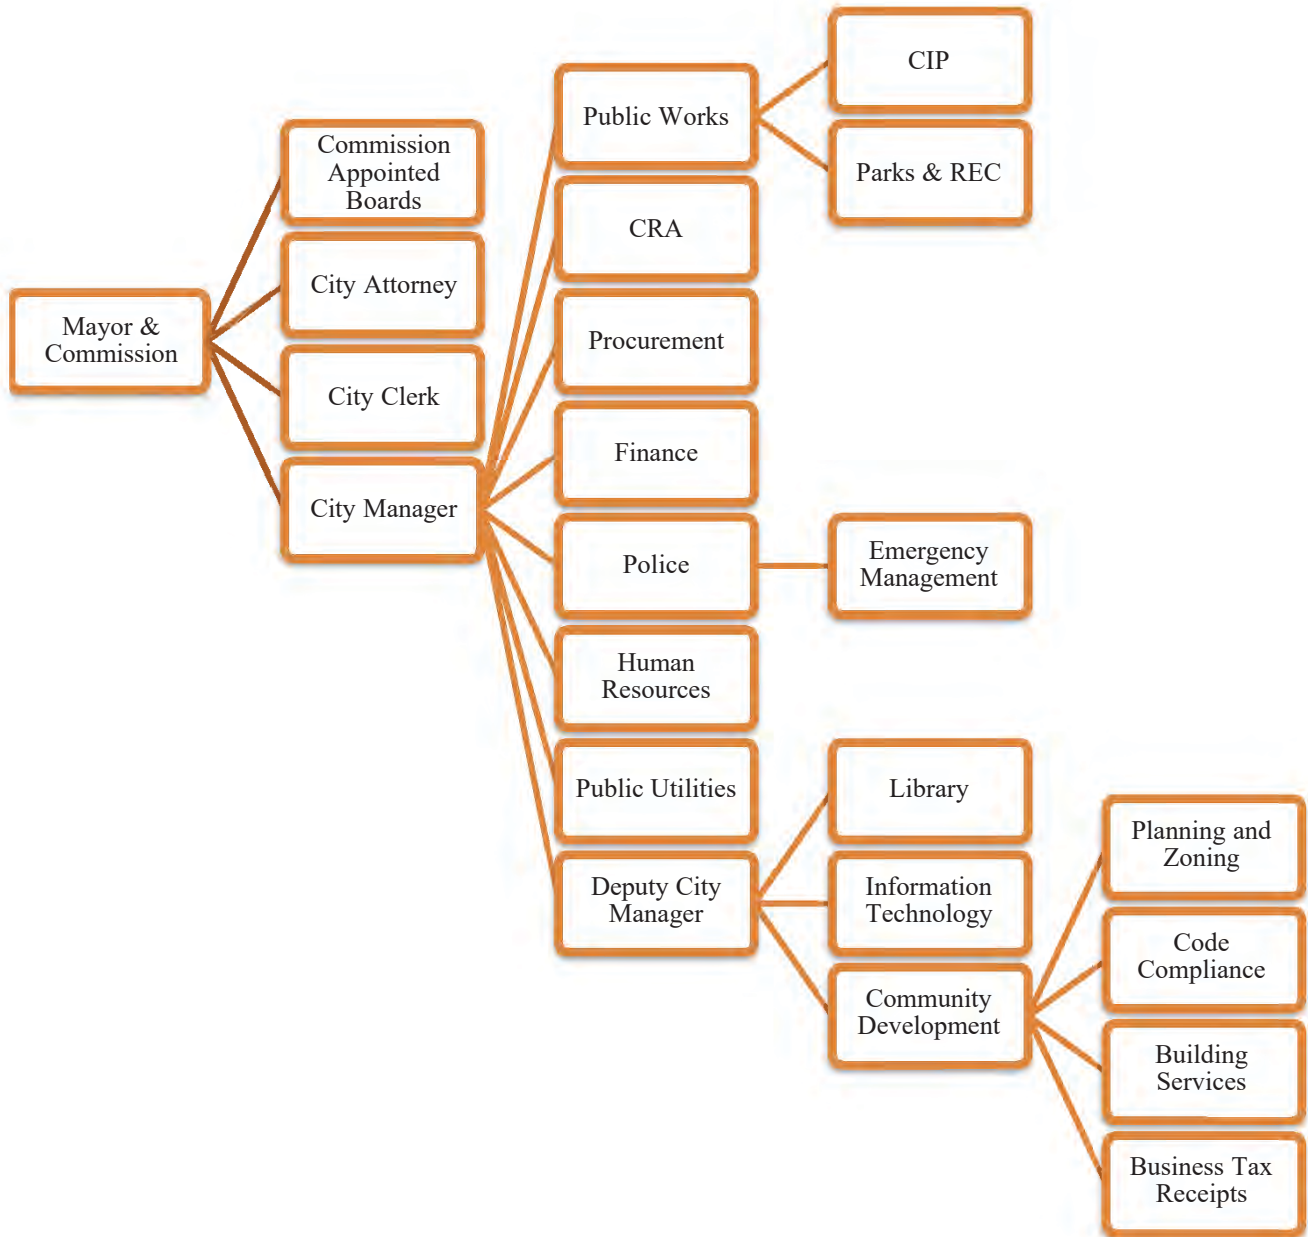 CIP
Public Works
Parks & REC
Commission
Appointed
Boards
CRA
City Attorney
Mayor &
Commission
Procurement
City Clerk
Finance
City Manager
Police
Emergency
Management
Human
Resources
Public Utilities
Library
Planning and
Zoning
Deputy City
Manager
Information
Technology
Code
Compliance
Community
Development
Building
Services
Business Tax
Receipts